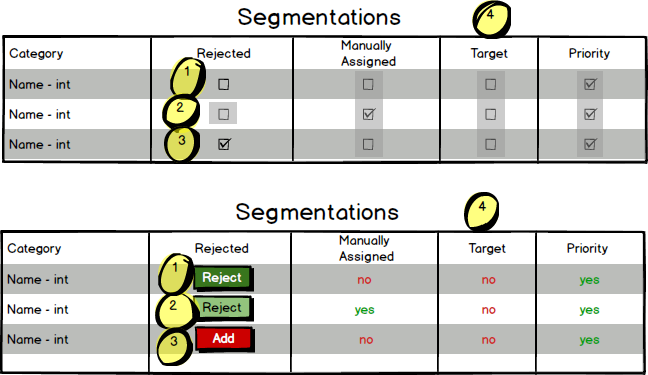 Segmentations 4
Category Rejected Manually Assigned Target Priority
Name - int 1
Name - int 2
Name - int 3
Segmentations 4
Category Rejected Manually Assigned Target Priority
Name - int 1 Reject no no yes
Name - int 2 Reject yes no yes
Name - int 3 Add no no yes